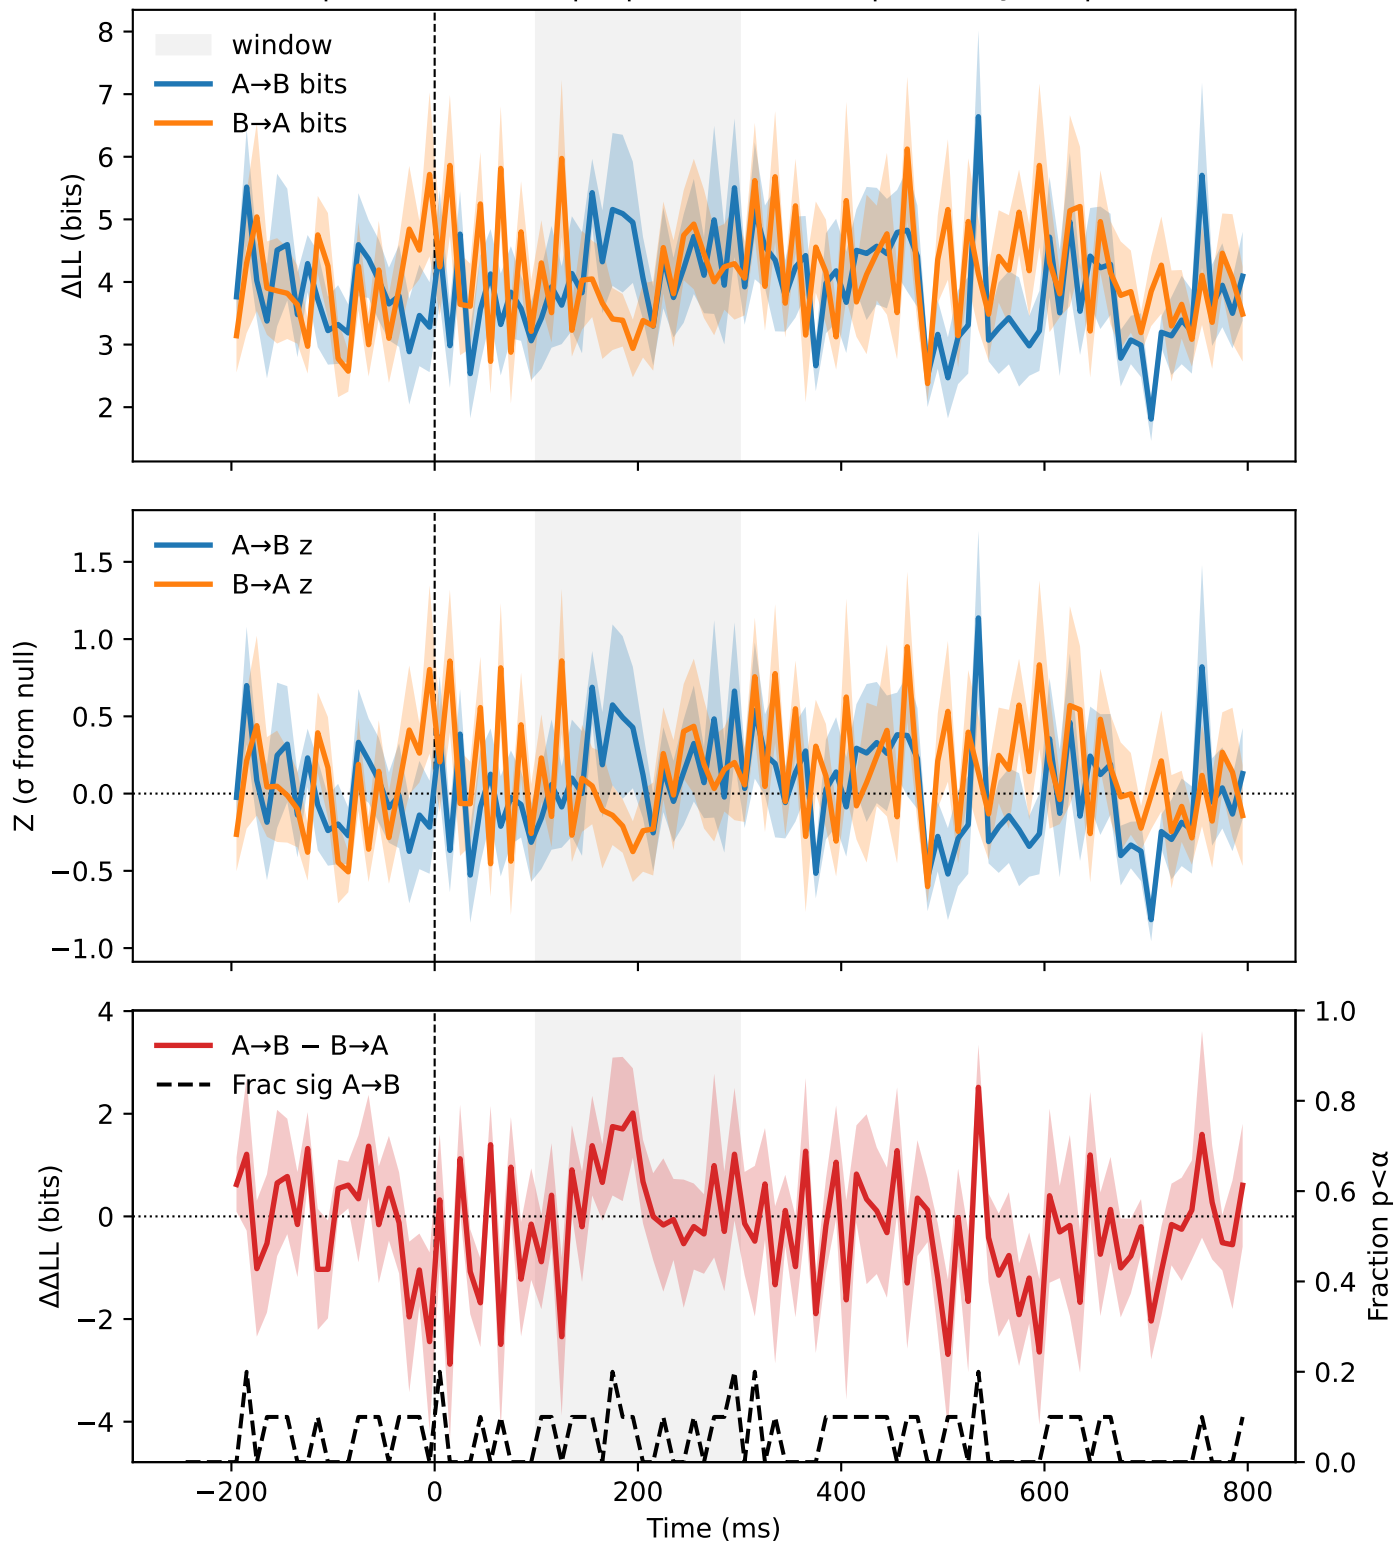 8
7
6
5
4
3
2
ΔLL (bits)
window
A→B bits
B→A bits
1.5
1.0
0.5
0.0
−0.5
−1.0
Z (σ from null)
A→B z
B→A z
4
2
0
−2
−4
ΔΔLL (bits)
A→B − B→A
Frac sig A→B
1.0
0.8
0.6
0.4
0.2
0.0
Fraction p<α
−200
0
200
400
600
800
Time (ms)